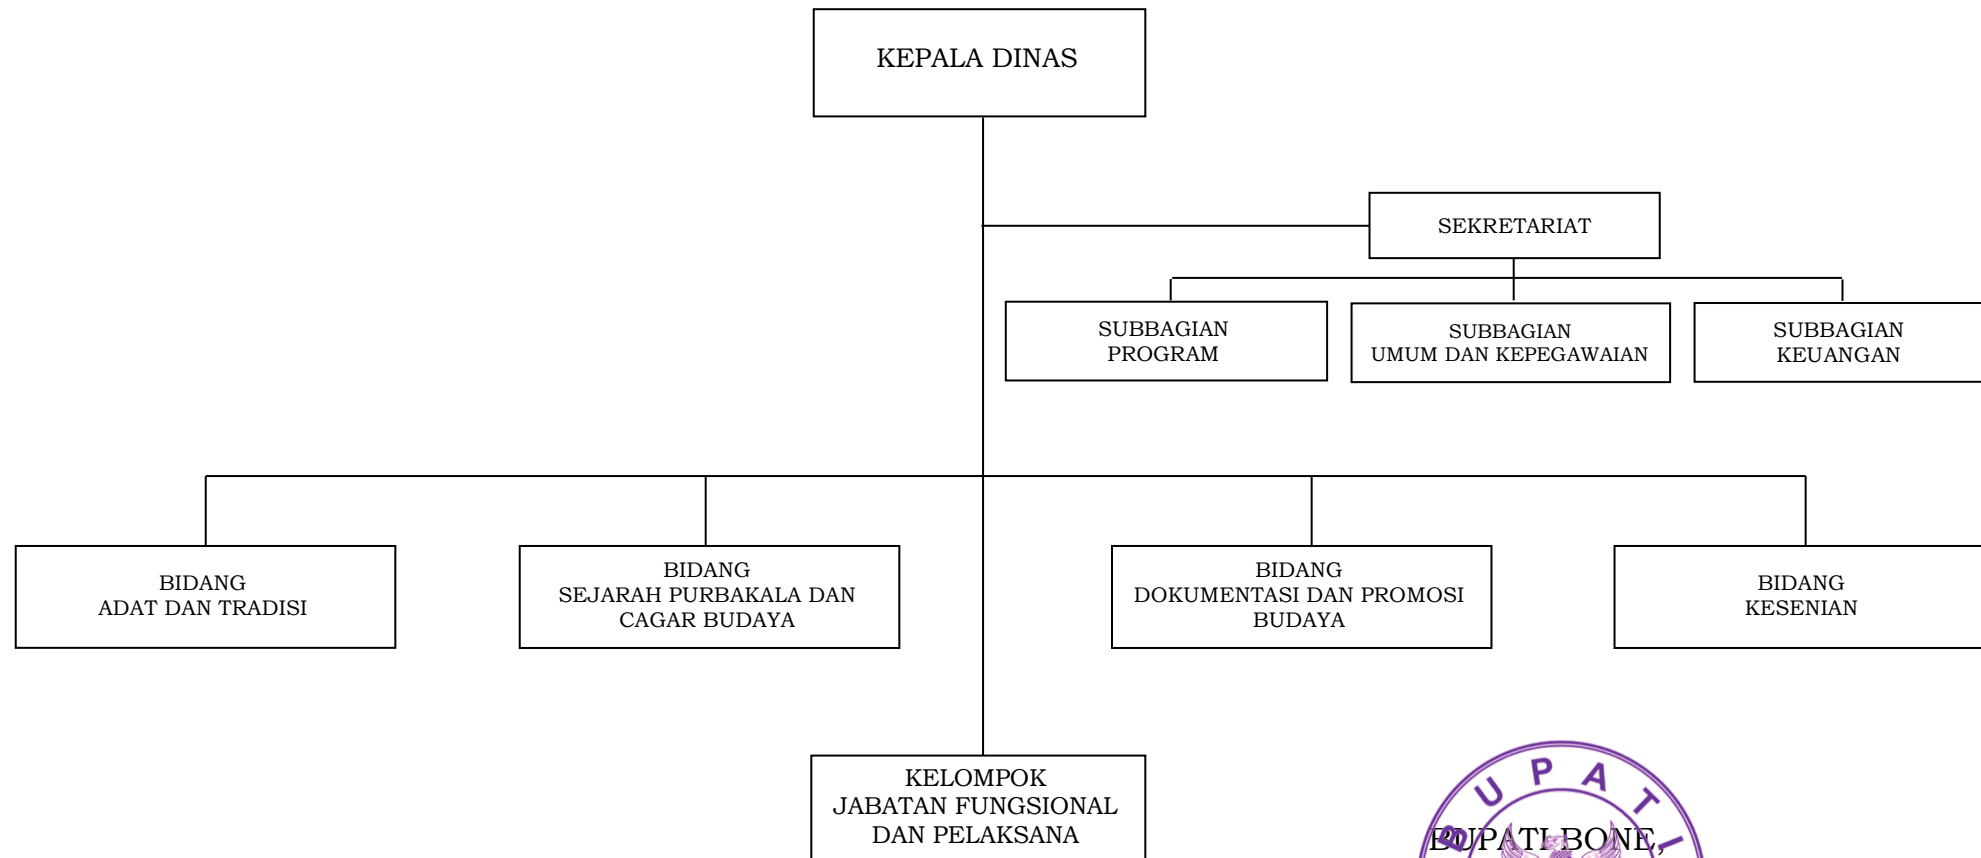 KEPALA DINAS
SEKRETARIAT
SUBBAGIAN
PROGRAM
SUBBAGIAN
UMUM DAN KEPEGAWAIAN
SUBBAGIAN
KEUANGAN
BIDANG
ADAT DAN TRADISI
BIDANG
SEJARAH PURBAKALA DAN
CAGAR BUDAYA
BIDANG
DOKUMENTASI DAN PROMOSI
BUDAYA
BIDANG
KESENIAN
KELOMPOK
JABATAN FUNGSIONAL
DAN PELAKSANA
BUPATI
BUPATI BONE,